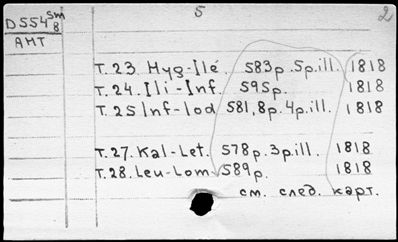 5 2
D554 sm/8
АМТ
Т.23 Hyg-Ilé. 583p.5p.ill. 1818
Т.24. Ili-Inf. 595p. 1818
Т.25 Inf-Iod 581,8p.4p.ill. 1818
Т.27. Kal-Let. 578p.3p.ill. 1818
Т.28. Leu-Lom 589p. 1818
см. след. карт.